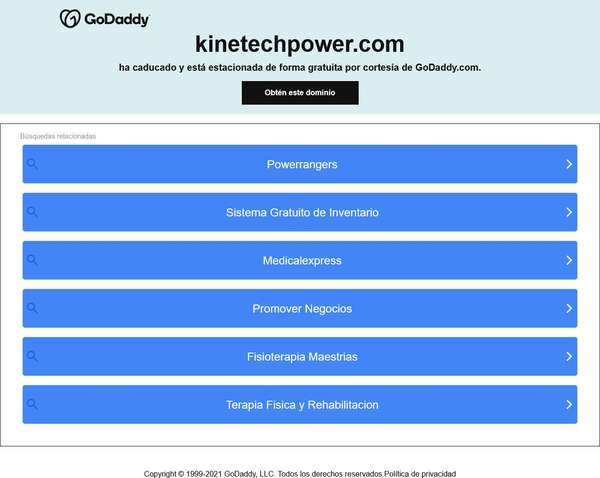 GoDaddy
kinetechpower.com
ha caducado y está estacionada de forma gratuita por cortesía de GoDaddy.com.
Obtén este dominio
Búsquedas relacionadas
Powerrangers
Sistema Gratuito de Inventario
Medicalexpress
Promover Negocios
Fisioterapia Maestrias
Terapia Fisica y Rehabilitacion
Copyright © 1999-2021 GoDaddy, LLC. Todos los derechos reservados.Política de privacidad